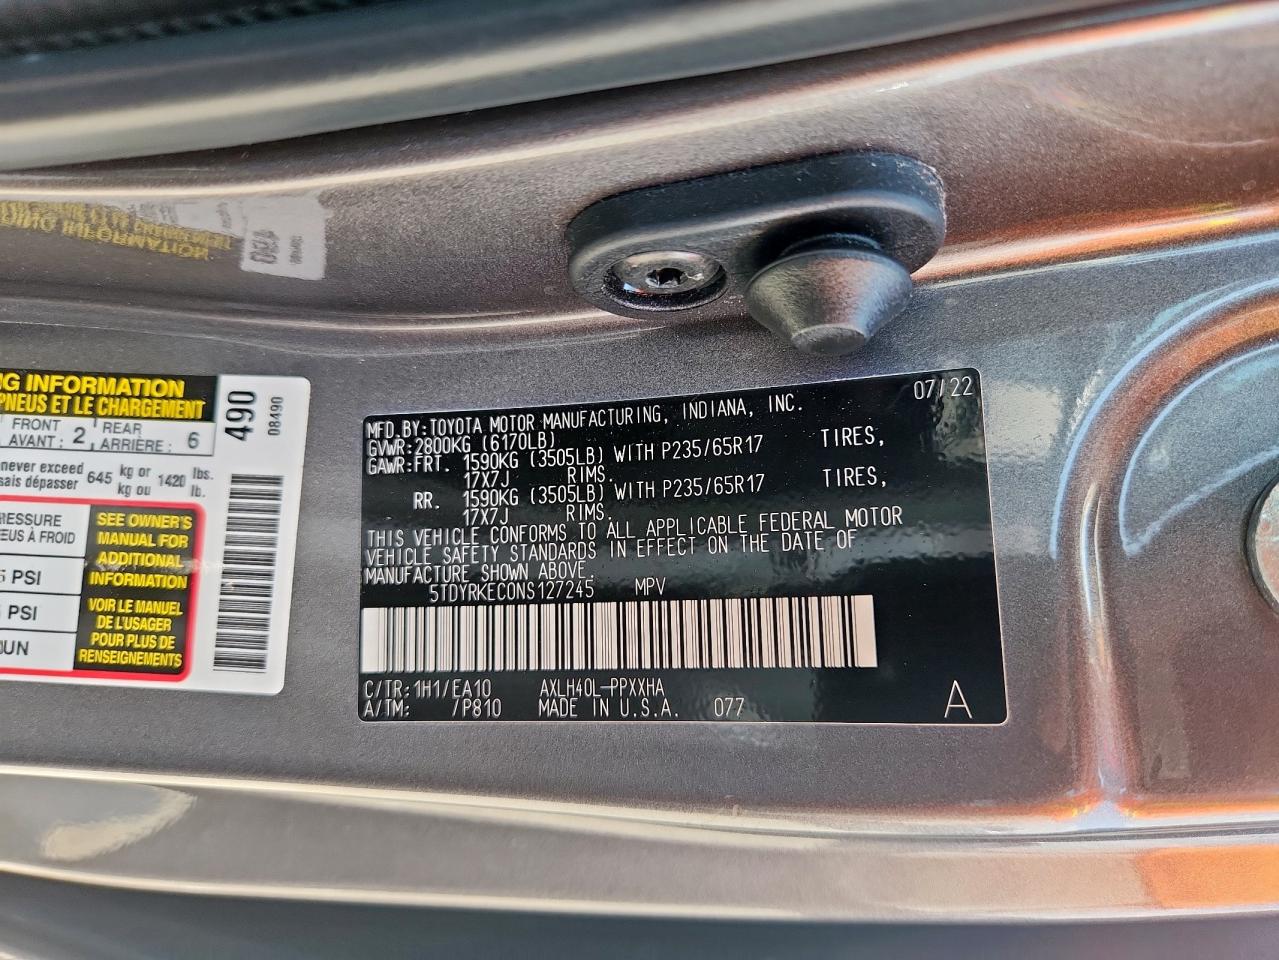 NG INFORMATION
PNEUS ET LE CHARGEMENT
FRONT
AVANT: 2
REAR
ARRIÈRE: 6
never exceed 645 kg or 1420 lbs.
sais dépasser kg ou lb.
RESSURE
EUS À FROID
PSI
PSI
UN
SEE OWNER'S
MANUAL FOR
ADDITIONAL
INFORMATION
VOIR LE MANUEL
DE L'USAGER
POUR PLUS DE
RENSEIGNEMENTS
490
08490
MFD.BY:TOYOTA MOTOR MANUFACTURING, INDIANA, INC. 07/22
GVWR:2800KG (6170LB)
GAWR:FRT. 1590KG (3505LB) WITH P235/65R17 TIRES,
17X7J RIMS.
RR. 1590KG (3505LB) WITH P235/65R17 TIRES,
17X7J RIMS.
THIS VEHICLE CONFORMS TO ALL APPLICABLE FEDERAL MOTOR
VEHICLE SAFETY STANDARDS IN EFFECT ON THE DATE OF
MANUFACTURE SHOWN ABOVE.
5TDYRKEC0NS127245 MPV
C/TR:1H1/EA10 AXLH40L-PPXXHA
A/TM: /P810 MADE IN U.S.A. 077 A